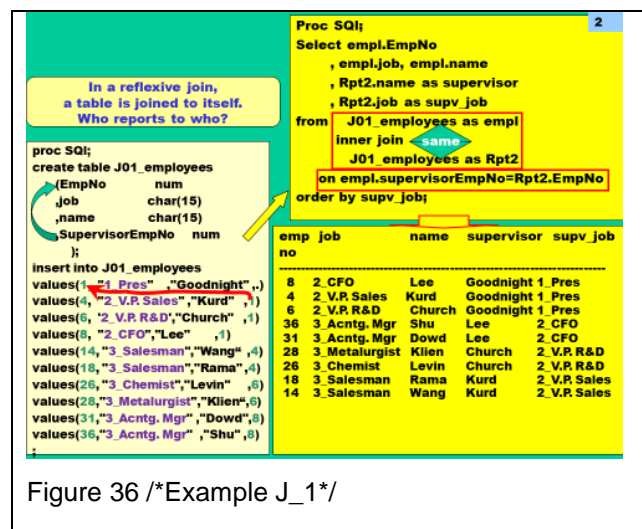 In a reflexive join,
a table is joined to itself.
Who reports to who?
proc SQl;
create table J01_employees
(EmpNo num
,job char(15)
,name char(15)
,SupervisorEmpNo num
);
insert into J01_employees
values(1, "1_Pres" ,"Goodnight",.)
values(4, "2_V.P. Sales" ,"Kurd" ,1)
values(6, '2_V.P. R&D',"Church" ,1)
values(8, "2_CFO","Lee" ,1)
values(14,"3_Salesman","Wang“ ,4)
values(18,"3_Salesman","Rama",4)
values(26,"3_Chemist","Levin" ,6)
values(28,"3_Metalurgist","Klien“,6)
values(31,"3_Acntg. Mgr" ,"Dowd",8)
values(36,"3_Acntg. Mgr" ,"Shu",8)
;
2
Proc SQl;
Select empl.EmpNo
, empl.job, empl.name
, Rpt2.name as supervisor
, Rpt2.job as supv_job
from J01_employees as empl
inner join same
J01_employees as Rpt2
on empl.supervisorEmpNo=Rpt2.EmpNo
order by supv_job;
emp job name supervisor supv_job
no
8 2_CFO Lee Goodnight 1_Pres
4 2_V.P. Sales Kurd Goodnight 1_Pres
6 2_V.P. R&D Church Goodnight 1_Pres
36 3_Acntg. Mgr Shu Lee 2_CFO
31 3_Acntg. Mgr Dowd Lee 2_CFO
28 3_Metalurgist Klien Church 2_V.P. R&D
26 3_Chemist Levin Church 2_V.P. R&D
18 3_Salesman Rama Kurd 2_V.P. Sales
14 3_Salesman Wang Kurd 2_V.P. Sales
Figure 36 /*Example J_1*/